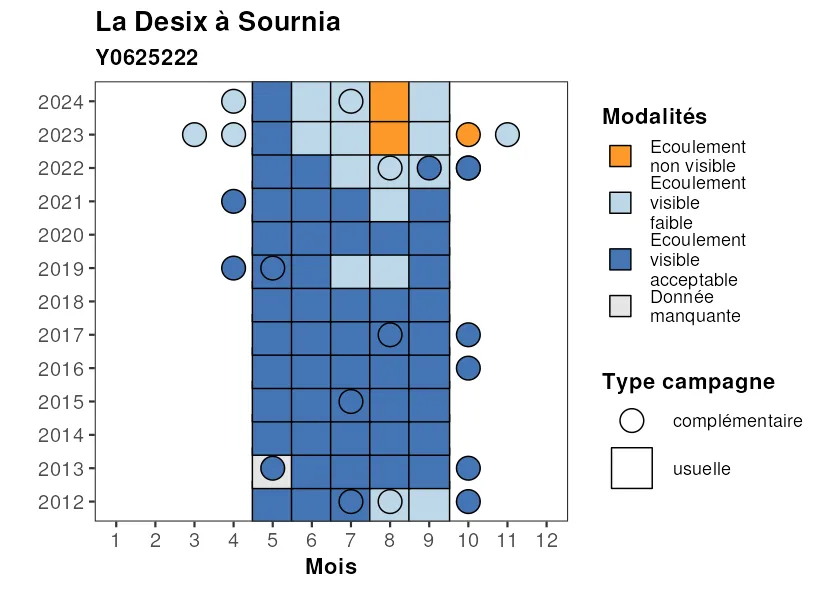 La Desix à Sournia
Y0625222
2024
2023
2022
2021
2020
2019
2018
2017
2016
2015
2014
2013
2012
1 2 3 4 5 6 7 8 9 10 11 12
Mois
Modalités
Ecoulement
non visible
Ecoulement
visible
faible
Ecoulement
visible
acceptable
Donnée
manquante
Type campagne
complémentaire
usuelle